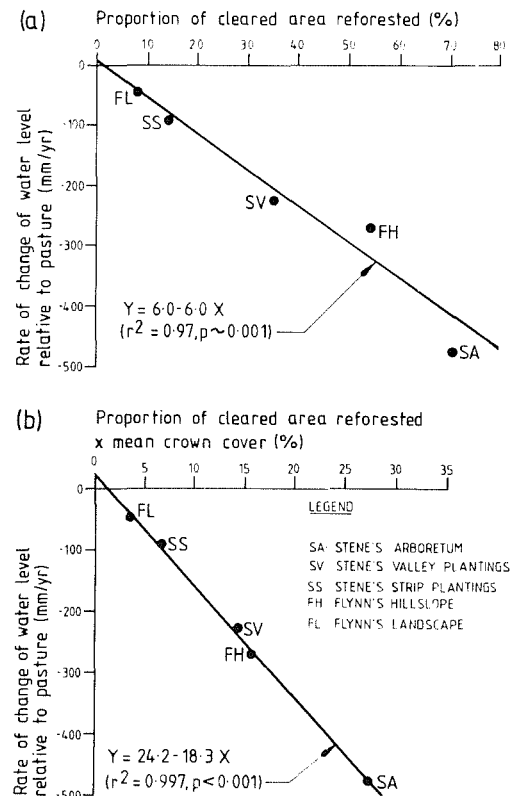 (a)
Proportion of cleared area reforested (%)
0 10 20 30 40 50 60 70 80
0
-100
-200
-300
-400
-500
Rate of change of water level
relative to pasture (mm/yr)
FL
SS
SV
FH
SA
Y = 6·0-6·0 X
(r² = 0·97, p~0·001)
(b)
Proportion of cleared area reforested
x mean crown cover (%)
0 5 10 15 20 25 30 35
0
-100
-200
-300
-400
-500
Rate of change of water level
relative to pasture (mm/yr)
LEGEND
SA STENE'S ARBORETUM
SV STENE'S VALLEY PLANTINGS
SS STENE'S STRIP PLANTINGS
FH FLYNN'S HILLSLOPE
FL FLYNN'S LANDSCAPE
FL
SS
SV
FH
SA
Y = 24·2-18·3 X
(r² = 0·997, p<0·001)